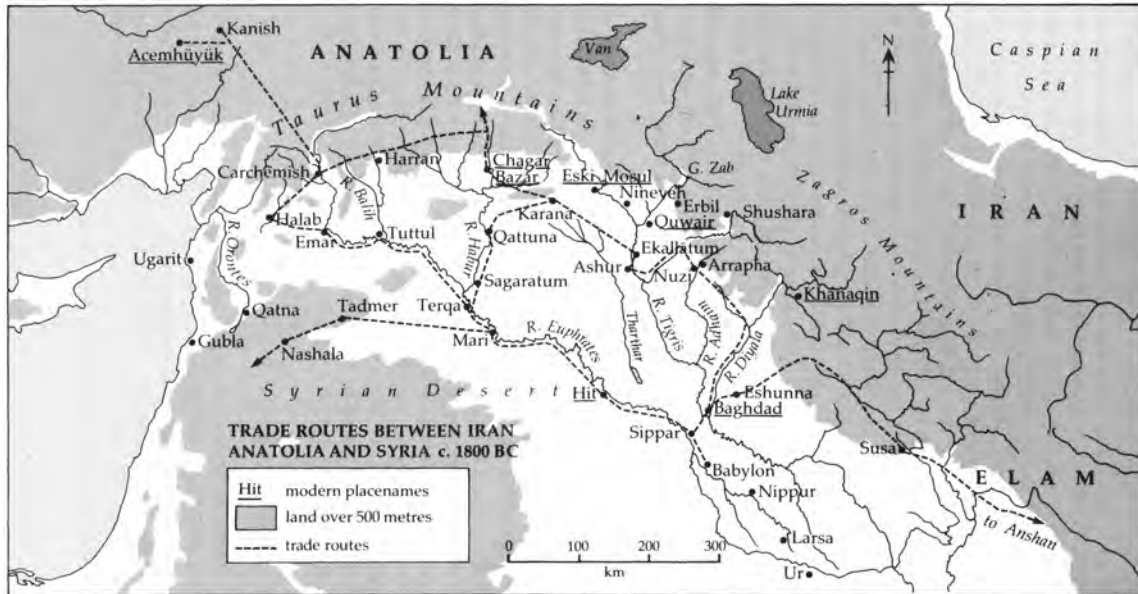 Kanish
Acemhüyük
ANATOLIA
Van
N
Caspian
Sea
Lake
Urmia
Taurus Mountains
Harran
Chagar
Bazar
Eski Mosul
G. Zab
Carchemish
R. Balih
Nineveh
Erbil
Shushara
Zagros Mountains
IRAN
Karana
Quwair
Halab
Emar
Tuttul
R. Habur
Qattuna
Ekallatum
Ugarit
R. Orontes
Ashur
Nuzi
Arrapha
Sagaratum
Khanaqin
Qatna
Tadmer
Terqa
R. Tigris
Tharthar
Gubla
Nashala
Mari
R. Euphrates
R. Diyala
Syrian Desert
Hit
Eshunna
Baghdad
TRADE ROUTES BETWEEN IRAN
ANATOLIA AND SYRIA c. 1800 BC
Sippar
Susa
Babylon
ELAM
Hit modern placenames
Nippur
land over 500 metres
to Anshan
trade routes
Larsa
0 100 200 300
km
Ur